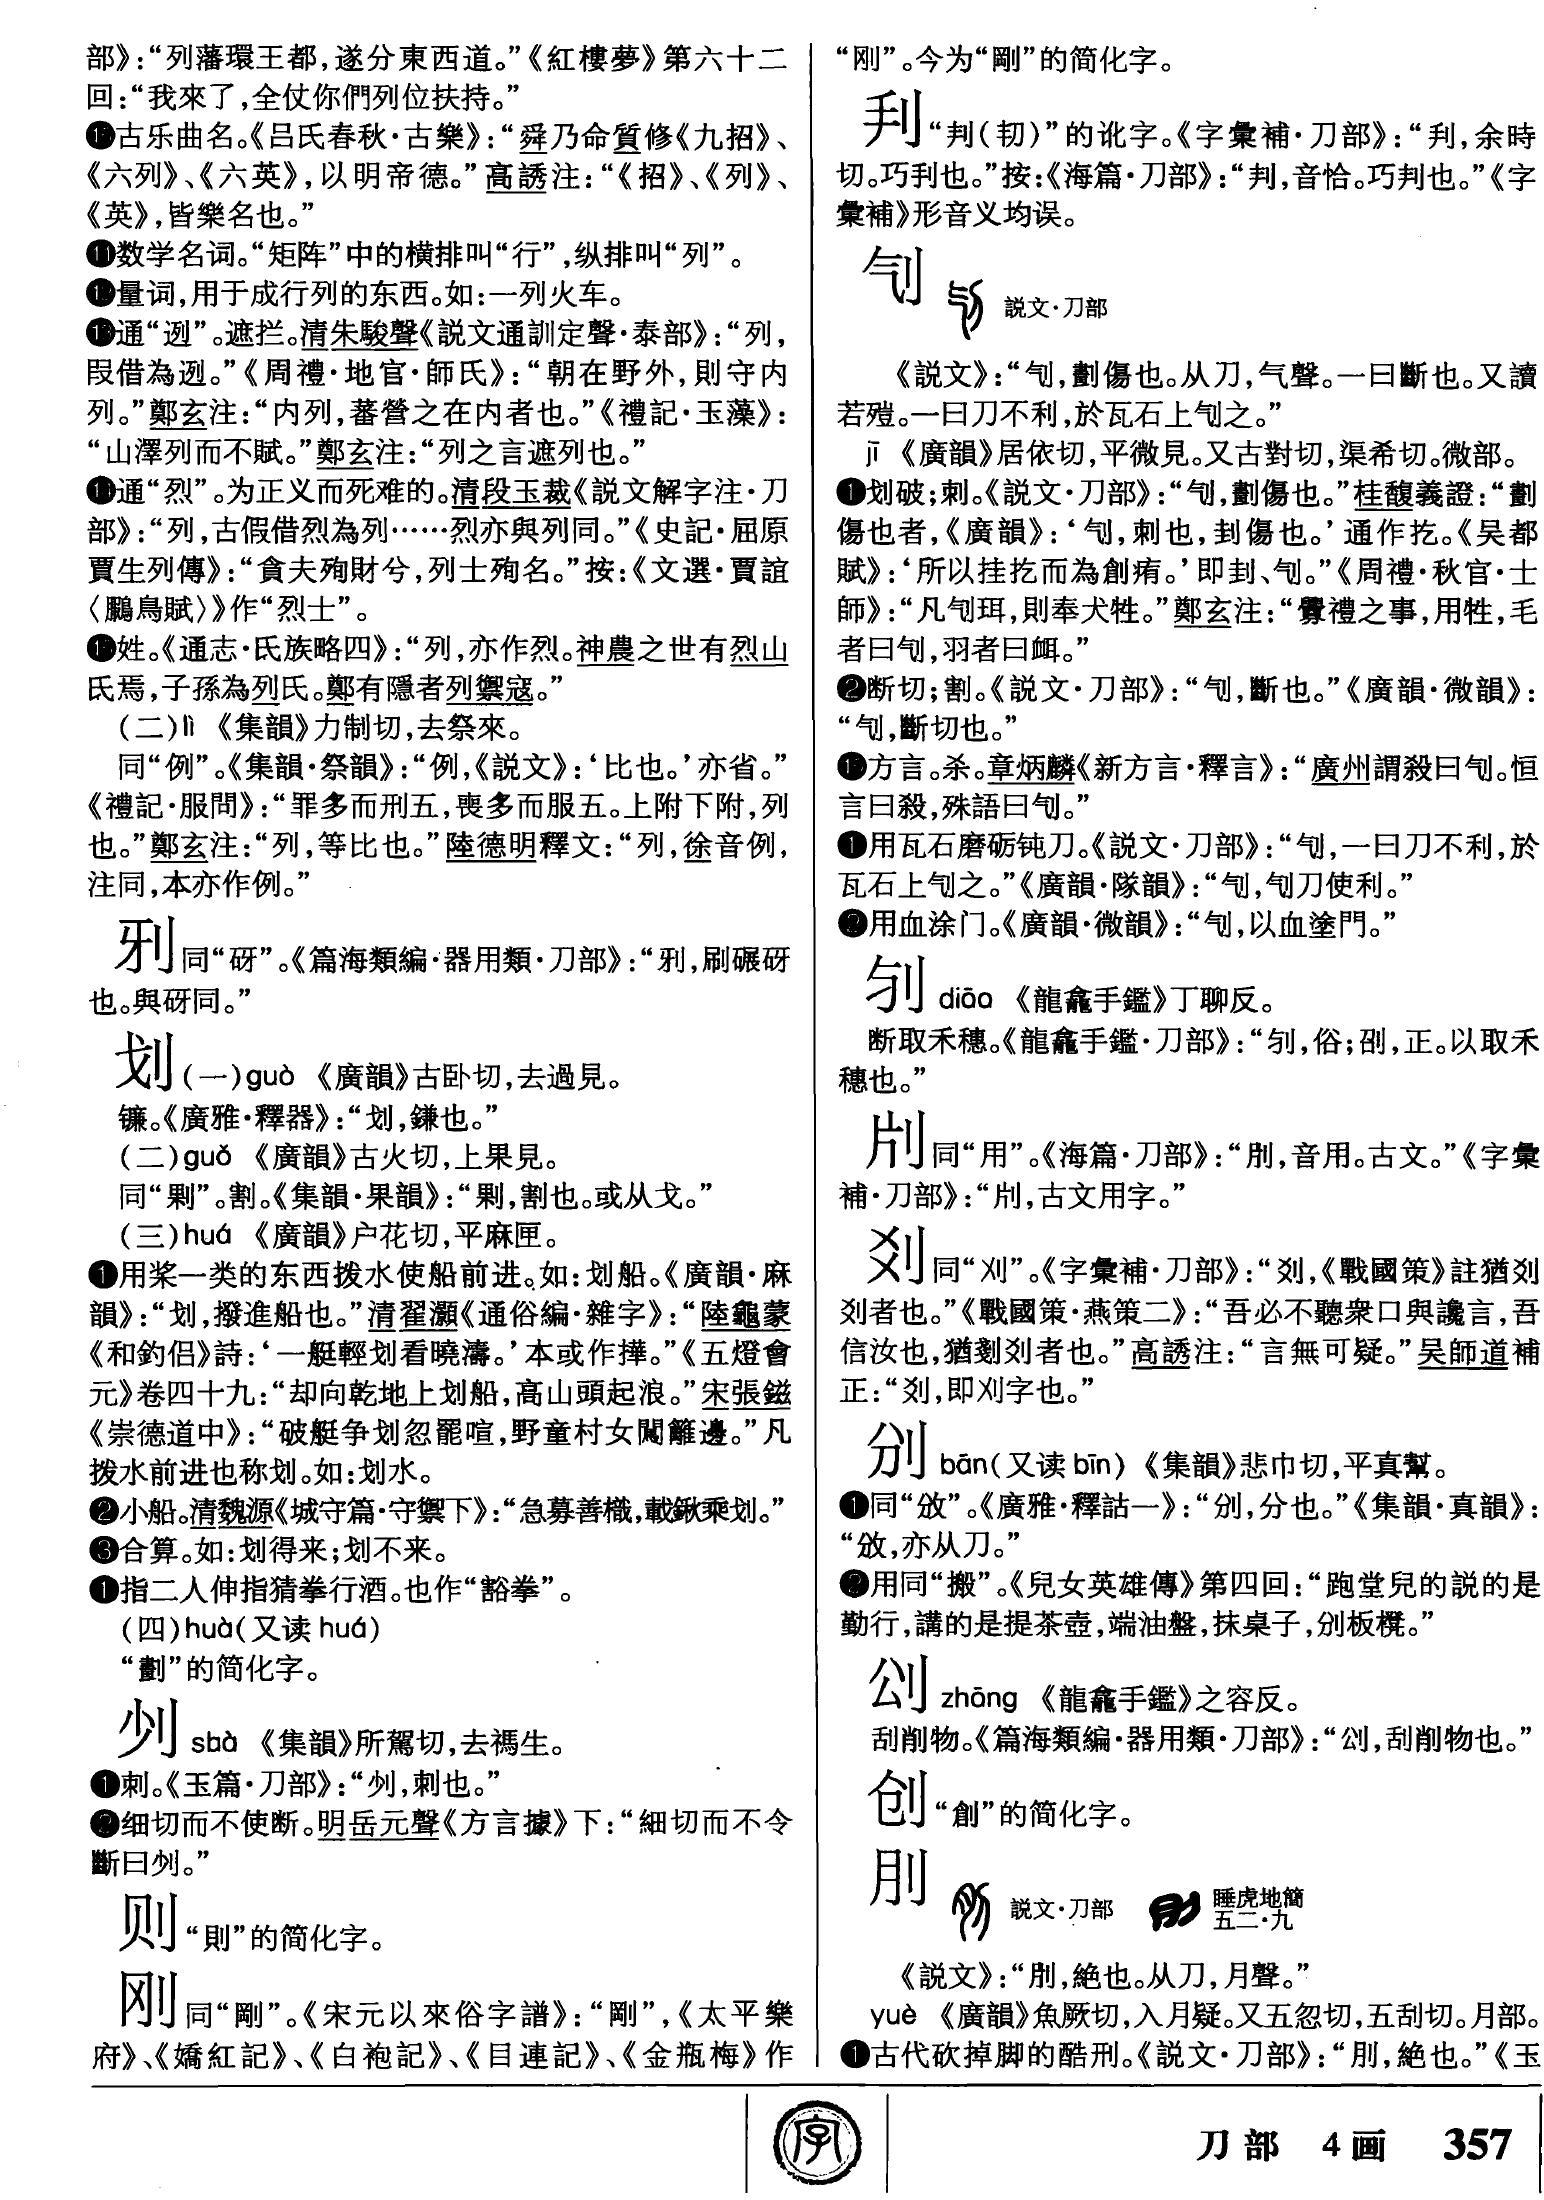 部》：“列藩環王都，遂分東西道。”《紅樓夢》第六十二
回：“我來了，全仗你們列位扶持。”
❿古乐曲名。《吕氏春秋·古樂》：“舜乃命質修《九招》、
《六列》、《六英》，以明帝德。”高誘注：“《招》、《列》、
《英》，皆樂名也。”
⓫数学名词。“矩阵”中的横排叫“行”，纵排叫“列”。
⓬量词，用于成行列的东西。如：一列火车。
⓭通“迾”。遮拦。清朱駿聲《説文通訓定聲·泰部》：“列，
叚借為迾。”《周禮·地官·師氏》：“朝在野外，則守内
列。”鄭玄注：“内列，蕃營之在内者也。”《禮記·玉藻》：
“山澤列而不賦。”鄭玄注：“列之言遮列也。”
⓮通“烈”。为正义而死难的。清段玉裁《説文解字注·刀
部》：“列，古假借烈為列……烈亦與列同。”《史記·屈原
賈生列傳》：“貪夫殉財兮，列士殉名。”按：《文選·賈誼
〈鵩鳥賦〉》作“烈士”。
⓯姓。《通志·氏族略四》：“列，亦作烈。神農之世有烈山
氏焉，子孫為列氏。鄭有隱者列禦寇。”
（二）lì 《集韻》力制切，去祭來。
同“例”。《集韻·祭韻》：“例，《説文》：‘比也。’亦省。”
《禮記·服問》：“罪多而刑五，喪多而服五。上附下附，列
也。”鄭玄注：“列，等比也。”陸德明釋文：“列，徐音例，
注同，本亦作例。”
㓰同“砑”。《篇海類編·器用類·刀部》：“㓰，刷碾砑
也。與砑同。”
划（一）guò 《廣韻》古卧切，去過見。
镰。《廣雅·釋器》：“划，鎌也。”
（二）guǒ 《廣韻》古火切，上果見。
同“剰”。割。《集韻·果韻》：“，割也。或从戈。”
（三）huá 《廣韻》户花切，平麻匣。
❶用桨一类的东西拨水使船前进。如：划船。《廣韻·麻
韻》：“划，撥進船也。”清翟灝《通俗編·雜字》：“陸龜蒙
《和釣侣》詩：‘一艇輕划看曉濤。’本或作撶。”《五燈會
元》卷四十九：“却向乾地上划船，高山頭起浪。”宋張鎡
《崇德道中》：“破艇争划忽罷喧，野童村女鬧籬邊。”凡
拨水前进也称划。如：划水。
❷小船。清魏源《城守篇·守禦下》：“急募善檝，載鍬乘划。”
❸合算。如：划得来；划不来。
❹指二人伸指猜拳行酒。也作“豁拳”。
（四）huà（又读huá）
“劃”的简化字。
 shà 《集韻》所駕切，去禡生。
❶刺。《玉篇·刀部》：“，刺也。”
❷细切而不使断。明岳元聲《方言據》下：“細切而不令
斷曰。”
则“則”的简化字。
刚同“剛”。《宋元以來俗字譜》：“剛”，《太平樂
府》、《嬌紅記》、《白袍記》、《目連記》、《金瓶梅》作
“刚”。今为“剛”的简化字。
“（㓞）”的讹字。《字彙補·刀部》：“，余時
切。巧刋也。”按：《海篇·刀部》：“，音恰。巧也。”《字
彙補》形音义均误。
刏 説文·刀部
《説文》：“刏，劃傷也。从刀，气聲。一曰斷也。又讀
若殪。一曰刀不利，於瓦石上刏之。”
jī 《廣韻》居依切，平微見。又古對切，渠希切。微部。
❶划破；刺。《説文·刀部》：“刏，劃傷也。”桂馥義證：“劃
傷也者，《廣韻》：‘刏，刺也，刲傷也。’通作扢。《吴都
賦》：‘所以挂扢而為創痏。’即刲、刏。”《周禮·秋官·士
師》：“凡刏珥，則奉犬牲。”鄭玄注：“釁禮之事，用牲，毛
者曰刏，羽者曰衈。”
❷断切；割。《説文·刀部》：“刏，斷也。”《廣韻·微韻》：
“刏，斷切也。”
❸方言。杀。章炳麟《新方言·釋言》：“廣州謂殺曰刏。恒
言曰殺，殊語曰刏。”
❹用瓦石磨砺钝刀。《説文·刀部》：“刏，一曰刀不利，於
瓦石上刏之。”《廣韻·隊韻》：“刏，刏刀使利。”
❺用血涂门。《廣韻·微韻》：“刏，以血塗門。”
 diāo 《龍龕手鑑》丁聊反。
断取禾穗。《龍龕手鑑·刀部》：“，俗；，正。以取禾
穗也。”
同“用”。《海篇·刀部》：“，音用。古文。”《字彙
補·刀部》：“，古文用字。”
刘同“刈”。《字彙補·刀部》：“，《戰國策》註猶
者也。”《戰國策·燕策二》：“吾必不聽衆口與讒言，吾
信汝也，猶剗者也。”高誘注：“言無可疑。”吴師道補
正：“，即刈字也。”
㓜 bān（又读bīn） 《集韻》悲巾切，平真幫。
❶同“攽”。《廣雅·釋詁一》：“，分也。”《集韻·真韻》：
“攽，亦从刀。”
❷用同“搬”。《兒女英雄傳》第四回：“跑堂兒的説的是
勤行，講的是提茶壺，端油盤，抹桌子，板櫈。”
 zhōng 《龍龕手鑑》之容反。
刮削物。《篇海類編·器用類·刀部》：“，刮削物也。”
创“創”的简化字。
刖 説文·刀部 睡虎地簡
五二·九
《説文》：“刖，絶也。从刀，月聲。”
yuè 《廣韻》魚厥切，入月疑。又五忽切，五刮切。月部。
❶古代砍掉脚的酷刑。《説文·刀部》：“刖，絶也。”《玉
字
刀部 4画 357